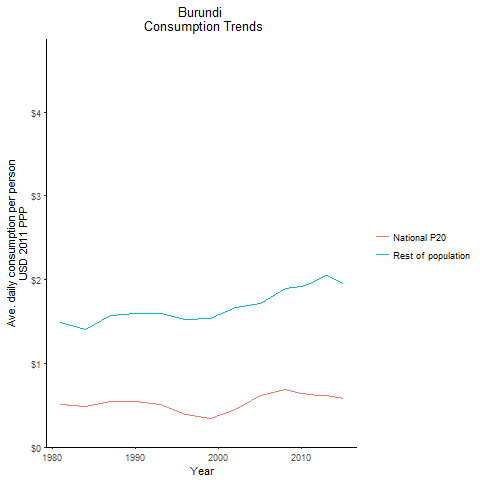 Burundi
Consumption Trends
Ave. daily consumption per person
USD 2011 PPP
$4
$3
$2
$1
$0
1980
1990
2000
2010
Year
National P20
Rest of population